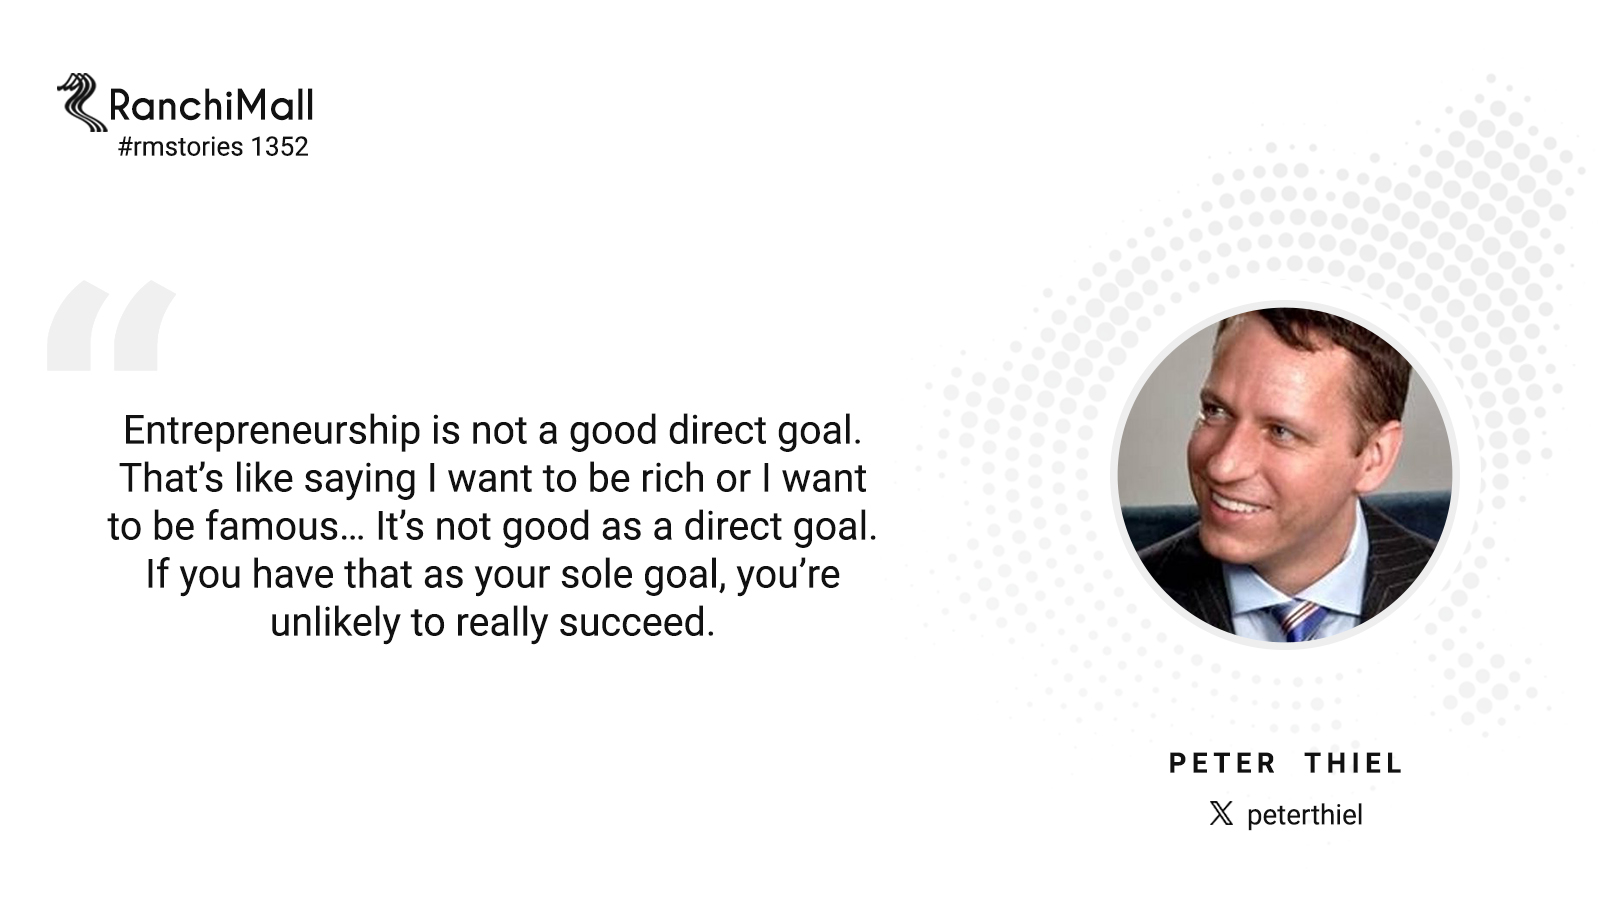 RanchiMall
#rmstories 1352
“
Entrepreneurship is not a good direct goal.
That’s like saying I want to be rich or I want
to be famous… It’s not good as a direct goal.
If you have that as your sole goal, you’re
unlikely to really succeed.
PETER THIEL
𝕏 peterthiel